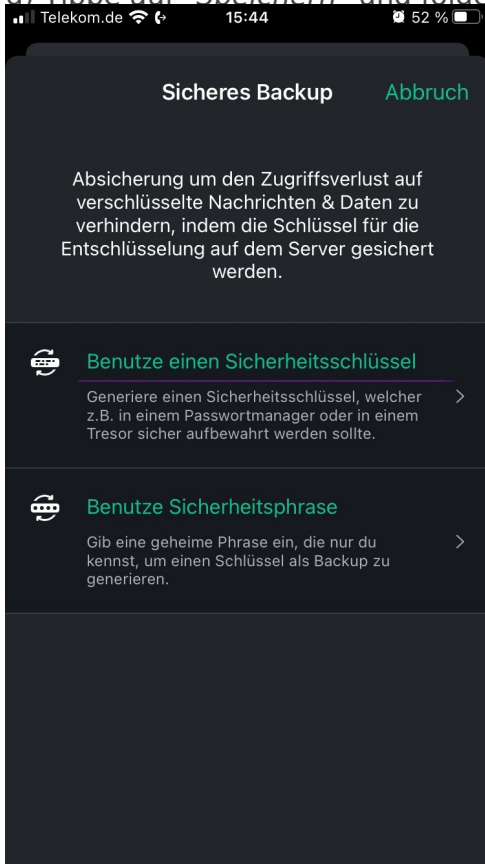 Telekom.de 15:44 52 %
Sicheres Backup Abbruch
Absicherung um den Zugriffsverlust auf
verschlüsselte Nachrichten & Daten zu
verhindern, indem die Schlüssel für die
Entschlüsselung auf dem Server gesichert
werden.
Benutze einen Sicherheitsschlüssel
Generiere einen Sicherheitsschlüssel, welcher
z.B. in einem Passwortmanager oder in einem
Tresor sicher aufbewahrt werden sollte.
Benutze Sicherheitsphrase
Gib eine geheime Phrase ein, die nur du
kennst, um einen Schlüssel als Backup zu
generieren.